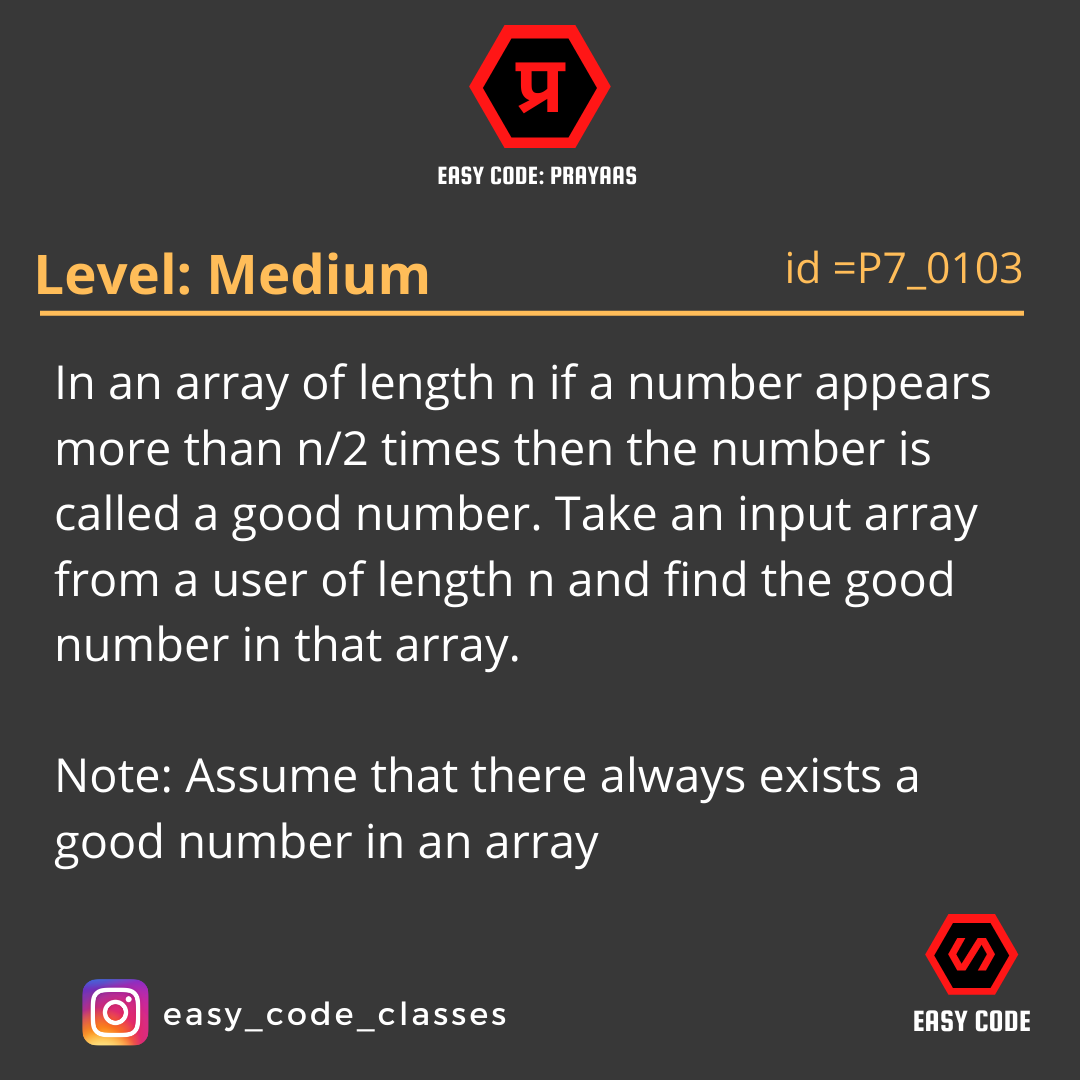 प्र
EASY CODE: PRAYAAS
Level: Medium
id =P7_0103
In an array of length n if a number appears
more than n/2 times then the number is
called a good number. Take an input array
from a user of length n and find the good
number in that array.
Note: Assume that there always exists a
good number in an array
easy_code_classes
EASY CODE